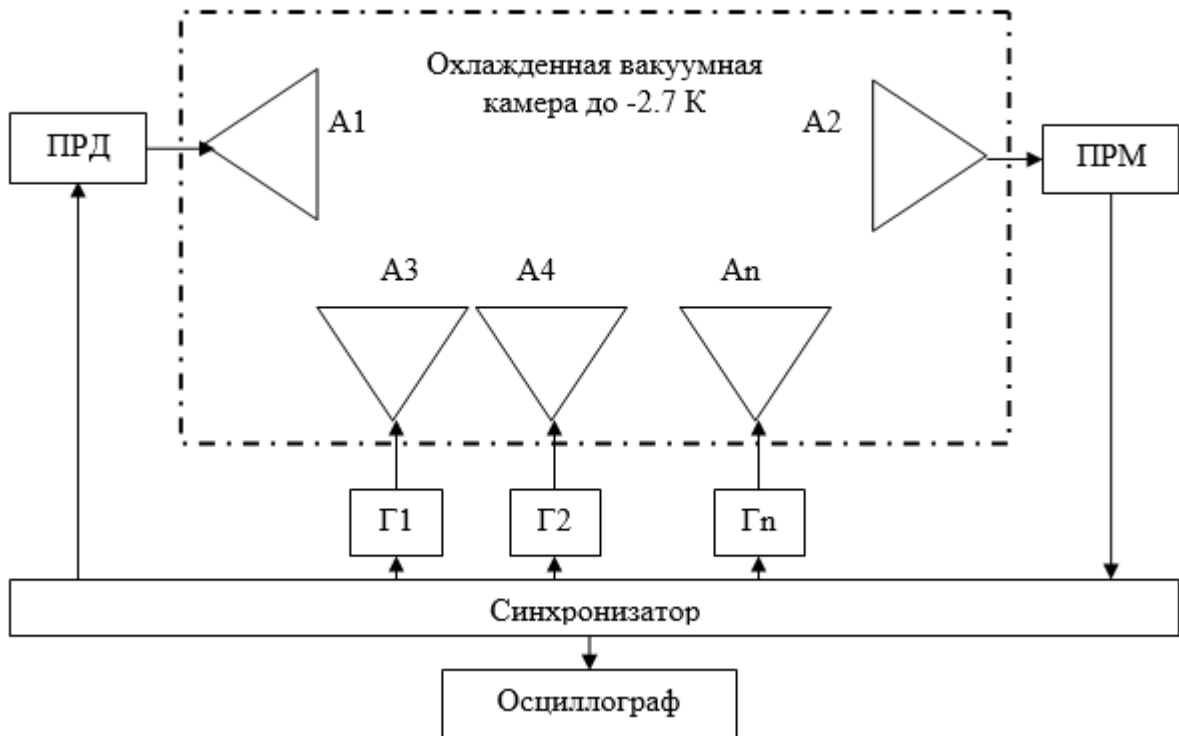 Охлажденная вакуумная
камера до -2.7 К
ПРД
А1
А2
ПРМ
А3
А4
Аn
Г1
Г2
Гn
Синхронизатор
Осциллограф